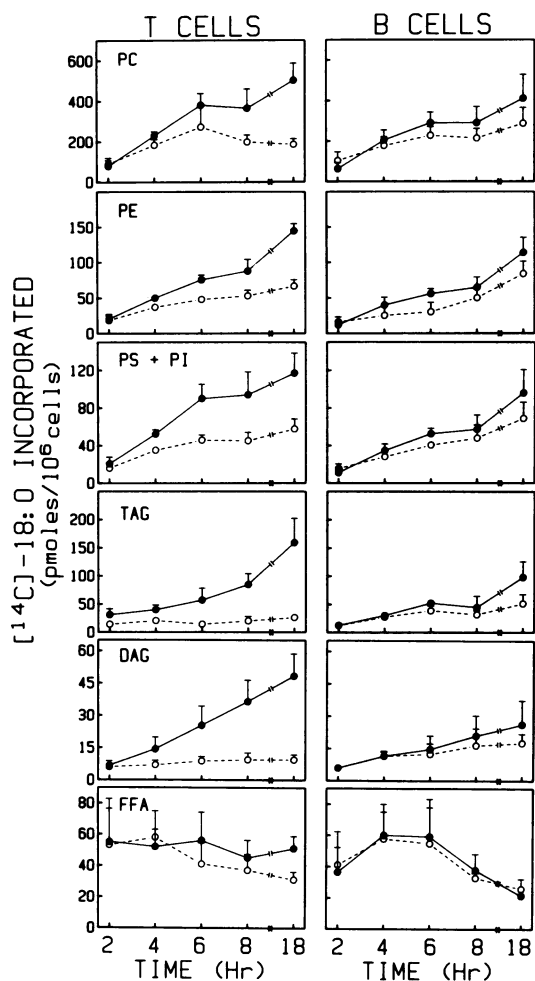 T CELLS
B CELLS
[¹⁴C]-18:0 INCORPORATED
(pmoles/10⁶cells)
PC
600
400
200
0
PE
150
100
50
0
PS + PI
120
80
40
0
TAG
200
150
100
50
0
DAG
60
45
30
15
0
FFA
80
60
40
20
0
2 4 6 8 18
2 4 6 8 18
TIME (Hr)
TIME (Hr)